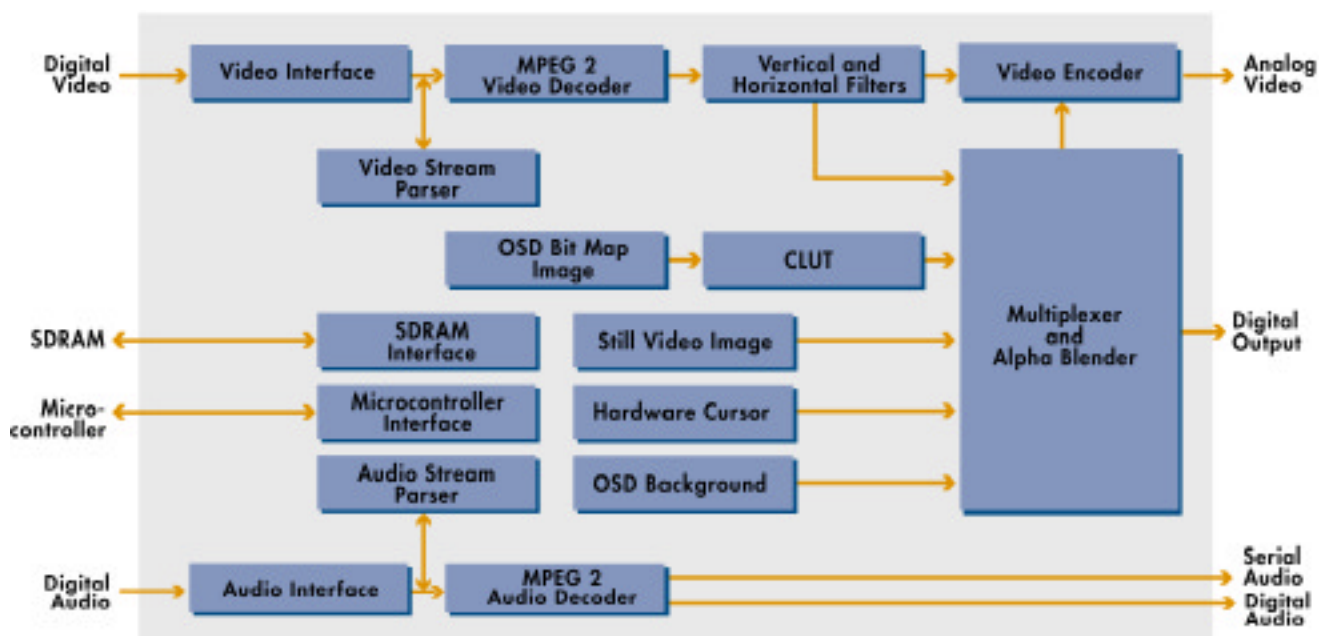 Digital
Video
Video Interface
MPEG 2
Video Decoder
Vertical and
Horizontal Filters
Video Encoder
Analog
Video
Video Stream
Parser
OSD Bit Map
Image
CLUT
Multiplexer
and
Alpha Blender
Digital
Output
SDRAM
SDRAM
Interface
Still Video Image
Micro-
controller
Microcontroller
Interface
Hardware Cursor
Audio Stream
Parser
OSD Background
Digital
Audio
Audio Interface
MPEG 2
Audio Decoder
Serial
Audio
Digital
Audio